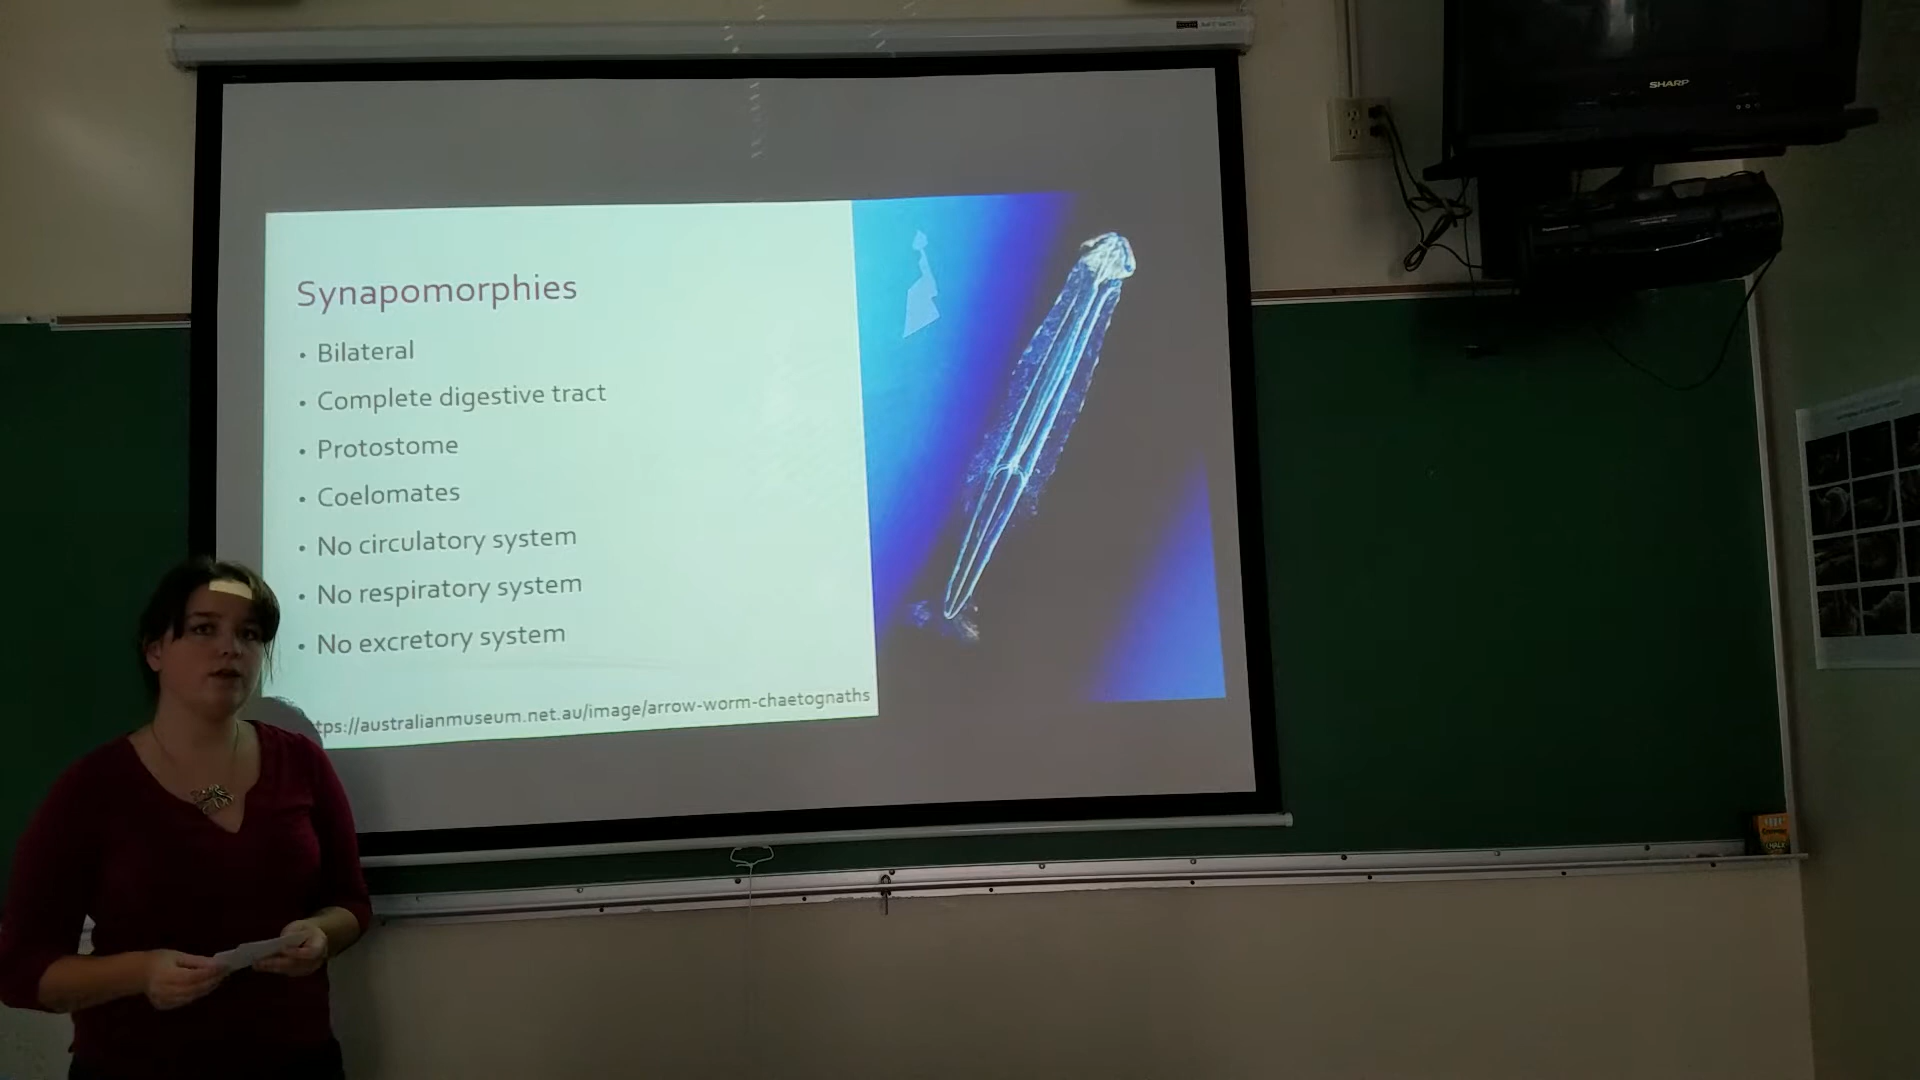 SHARP
Synapomorphies
• Bilateral
• Complete digestive tract
• Protostome
• Coelomates
• No circulatory system
• No respiratory system
• No excretory system
tps://australianmuseum.net.au/image/arrow-worm-chaetognaths
CHALK